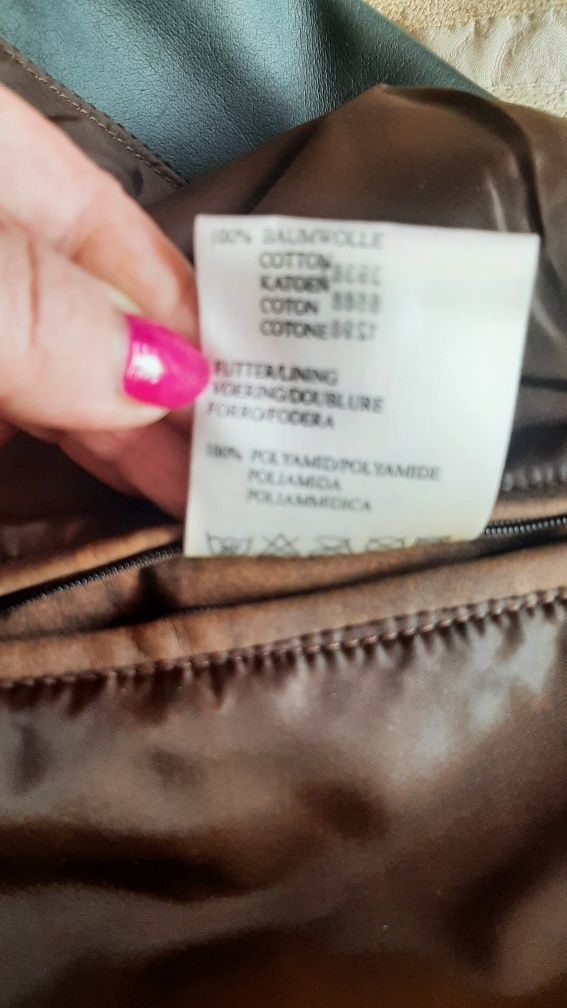 100% BAUMWOLLE
COTTON
KATOEN
COTON
COTONE
FUTTER/LINING
VOERING/DOUBLURE
FORRO/FODERA
100% POLYAMID/POLYAMIDE
POLIAMIDA
POLIAMMIDICA